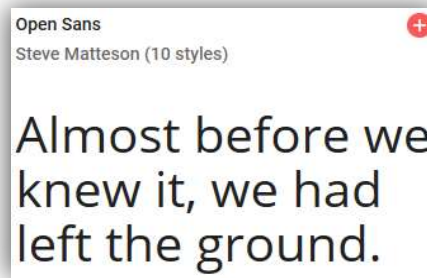 Open Sans
Steve Matteson (10 styles)
Almost before we
knew it, we had
left the ground.